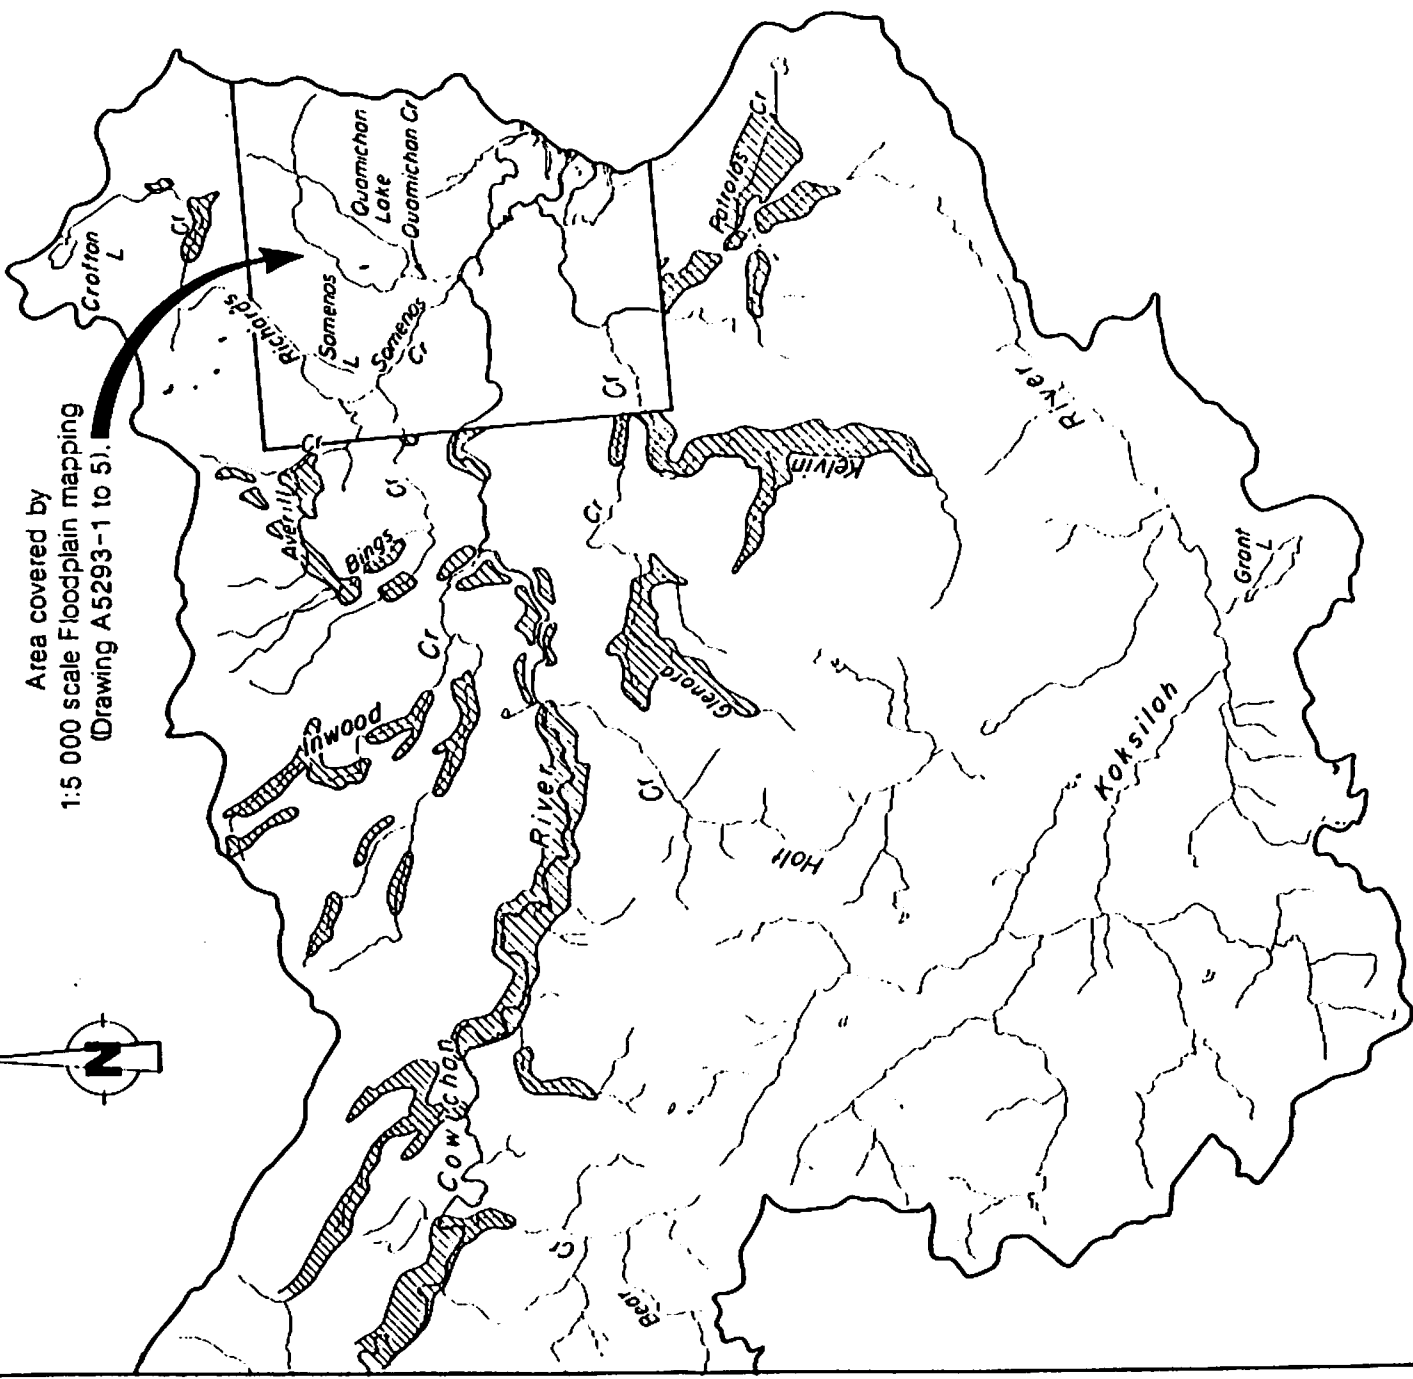 Area covered by
1:5 000 scale Floodplain mapping
(Drawing A5293-1 to 5).
N
Crofton
L
Cr
Richards
Somenos
L
Somenos
Cr
Quamichan
Lake
Quamichan Cr
Patrolas
Cr
Averill
Cr
Bings
Cr
Inwood
Cr
Cowichan
River
Kelvin
Cr
Glenora
Cr
Holt
Cr
Bear
Cr
Koksilah
River
Grant
L